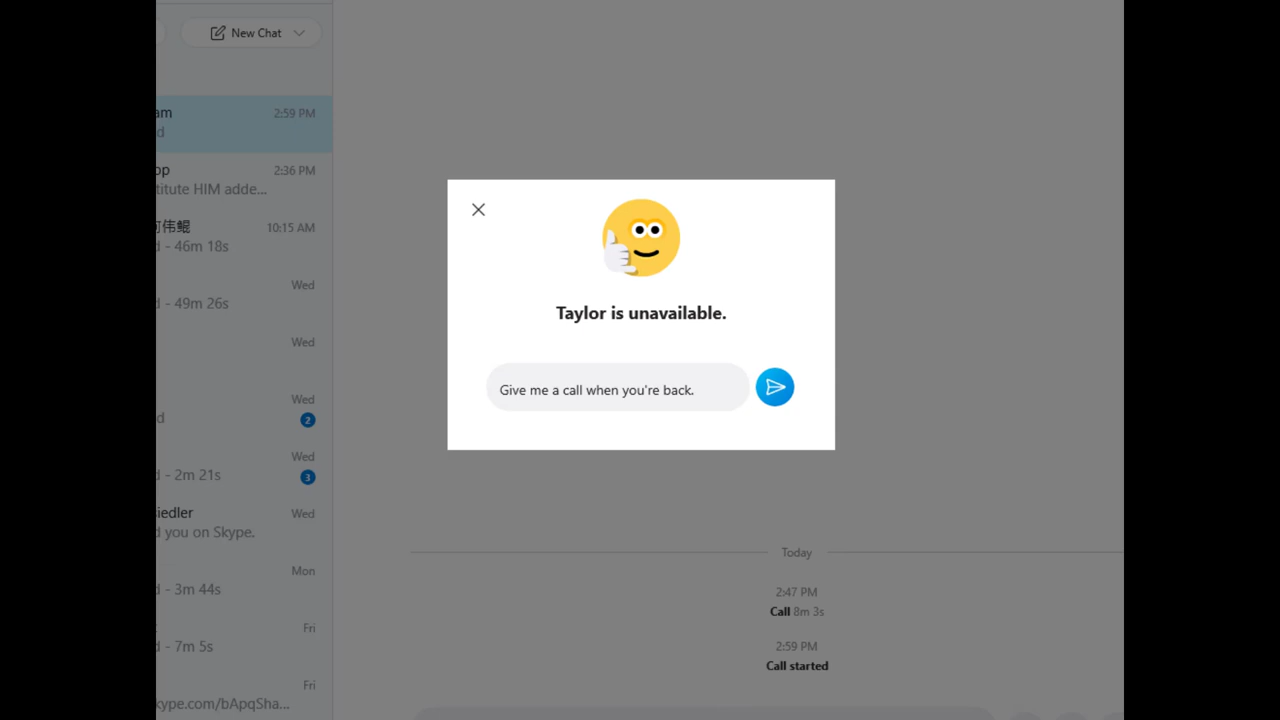 New Chat
am 2:59 PM
d
op 2:36 PM
titute HIM adde...
伟鲲 10:15 AM
d - 46m 18s
Wed
d - 49m 26s
Wed
Wed
d 2
Wed
d - 2m 21s 3
iedler Wed
d you on Skype.
Mon
d - 3m 44s
Fri
d - 7m 5s
Fri
kype.com/bApqSha...
Taylor is unavailable.
Give me a call when you're back.
Today
2:47 PM
Call 8m 3s
2:59 PM
Call started